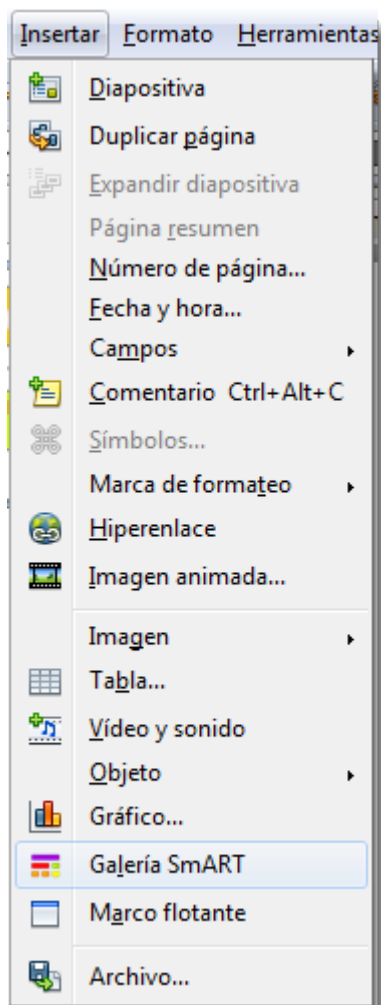 Insertar Formato Herramientas
Diapositiva
Duplicar página
Expandir diapositiva
Página resumen
Número de página...
Fecha y hora...
Campos
Comentario Ctrl+Alt+C
Símbolos...
Marca de formateo
Hiperenlace
Imagen animada...
Imagen
Tabla...
Vídeo y sonido
Objeto
Gráfico...
Galería SmART
Marco flotante
Archivo...